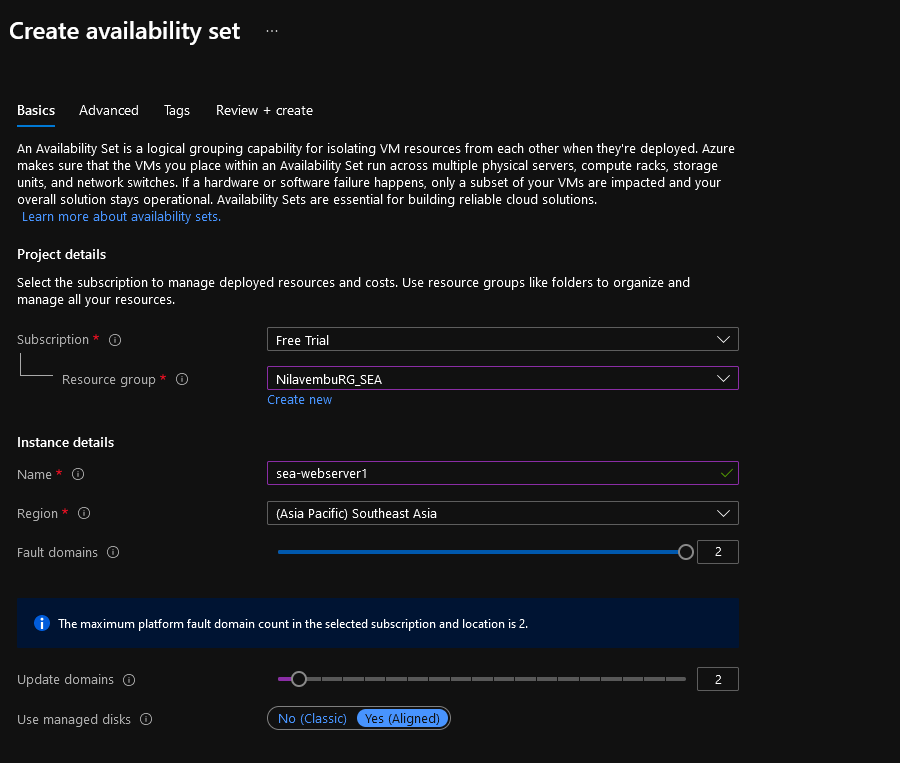 Create availability set ...
Basics Advanced Tags Review + create
An Availability Set is a logical grouping capability for isolating VM resources from each other when they're deployed. Azure
makes sure that the VMs you place within an Availability Set run across multiple physical servers, compute racks, storage
units, and network switches. If a hardware or software failure happens, only a subset of your VMs are impacted and your
overall solution stays operational. Availability Sets are essential for building reliable cloud solutions.
Learn more about availability sets.
Project details
Select the subscription to manage deployed resources and costs. Use resource groups like folders to organize and
manage all your resources.
Subscription * Free Trial
Resource group * NilavembuRG_SEA
Create new
Instance details
Name * sea-webserver1
Region * (Asia Pacific) Southeast Asia
Fault domains 2
The maximum platform fault domain count in the selected subscription and location is 2.
Update domains 2
Use managed disks No (Classic) Yes (Aligned)